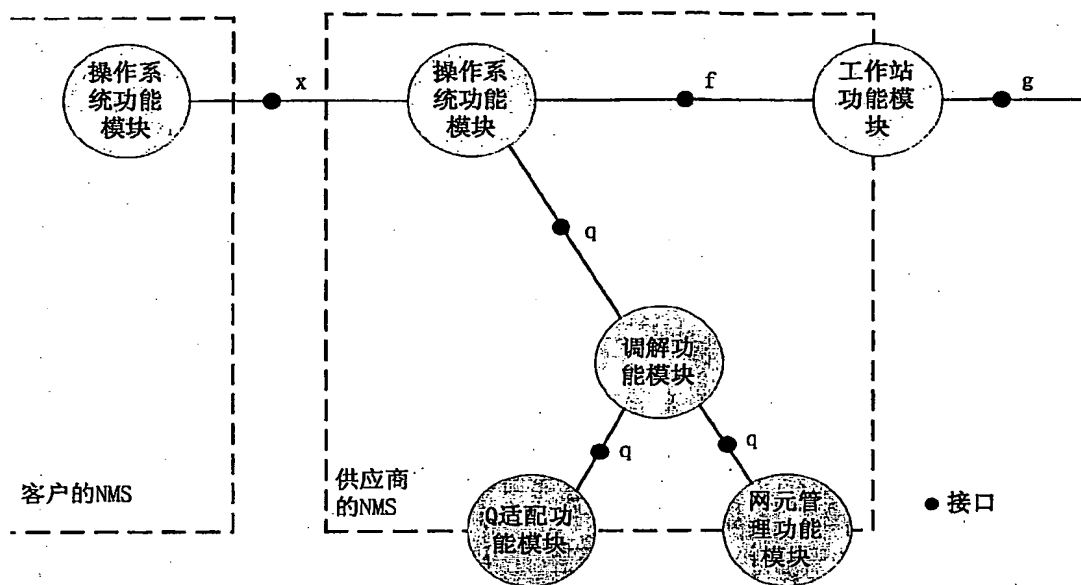 操作系
统功能
模块
x
操作系
统功能
模块
f
工作站
功能模
块
g
q
调解功
能模块
q
q
客户的NMS
供应商
的NMS
Q适配功
能模块
网元管
理功能
模块
接口